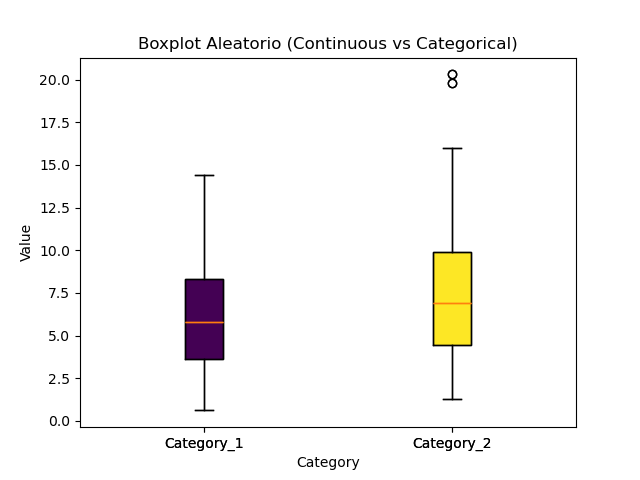 Boxplot Aleatorio (Continuous vs Categorical)
20.0
17.5
15.0
12.5
10.0
7.5
5.0
2.5
0.0
Value
Category_1
Category_2
Category